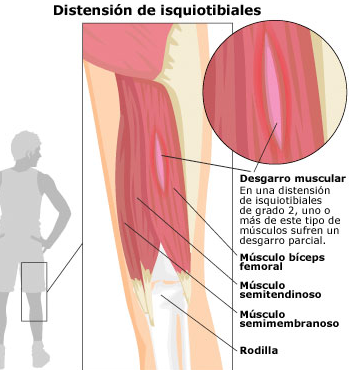 Distensión de isquiotibiales
Desgarro muscular
En una distensión
de isquiotibiales
de grado 2, uno o
más de este tipo de
músculos sufren un
desgarro parcial.
Músculo bíceps
femoral
Músculo
semitendinoso
Músculo
semimembranoso
Rodilla